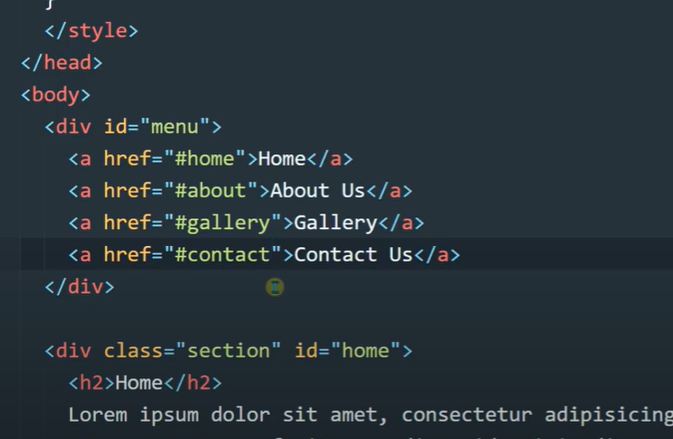 }
</style>
</head>
<body>
<div id="menu">
<a href="#home">Home</a>
<a href="#about">About Us</a>
<a href="#gallery">Gallery</a>
<a href="#contact">Contact Us</a>
</div>
<div class="section" id="home">
<h2>Home</h2>
Lorem ipsum dolor sit amet, consectetur adipisicing